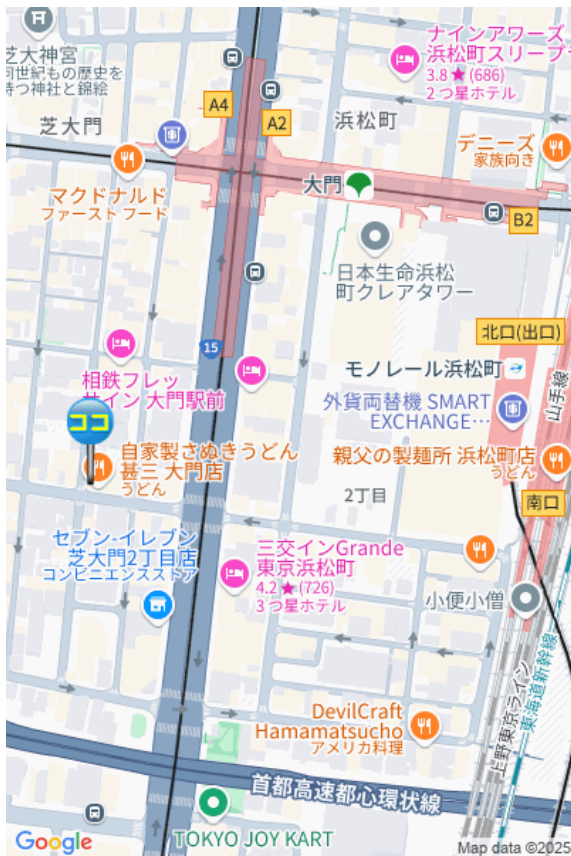 ナインアワーズ
浜松町スリープ
3.8 ★ (686)
2 つ星ホテル
芝大神宮
何世紀もの歴史を
持つ神社と錦絵
A4
A2
浜松町
芝大門
デニーズ
家族向き
マクドナルド
ファースト フード
大門
B2
日本生命浜松
町クレアタワー
北口(出口)
15
モノレール浜松町
山手線
相鉄フレッ
サイン 大門駅前
外貨両替機 SMART
EXCHANGE…
ココ
自家製さぬきうどん
甚三 大門店
うどん
親父の製麺所 浜松町店
うどん
2丁目
南口
セブン‐イレブン
芝大門2丁目店
コンビニエンスストア
三交インGrande
東京浜松町
4.2 ★ (726)
3 つ星ホテル
小便小僧
東海道新幹線
上野東京ライン
DevilCraft
Hamamatsucho
アメリカ料理
首都高速都心環状線
TOKYO JOY KART
Google
Map data ©2025